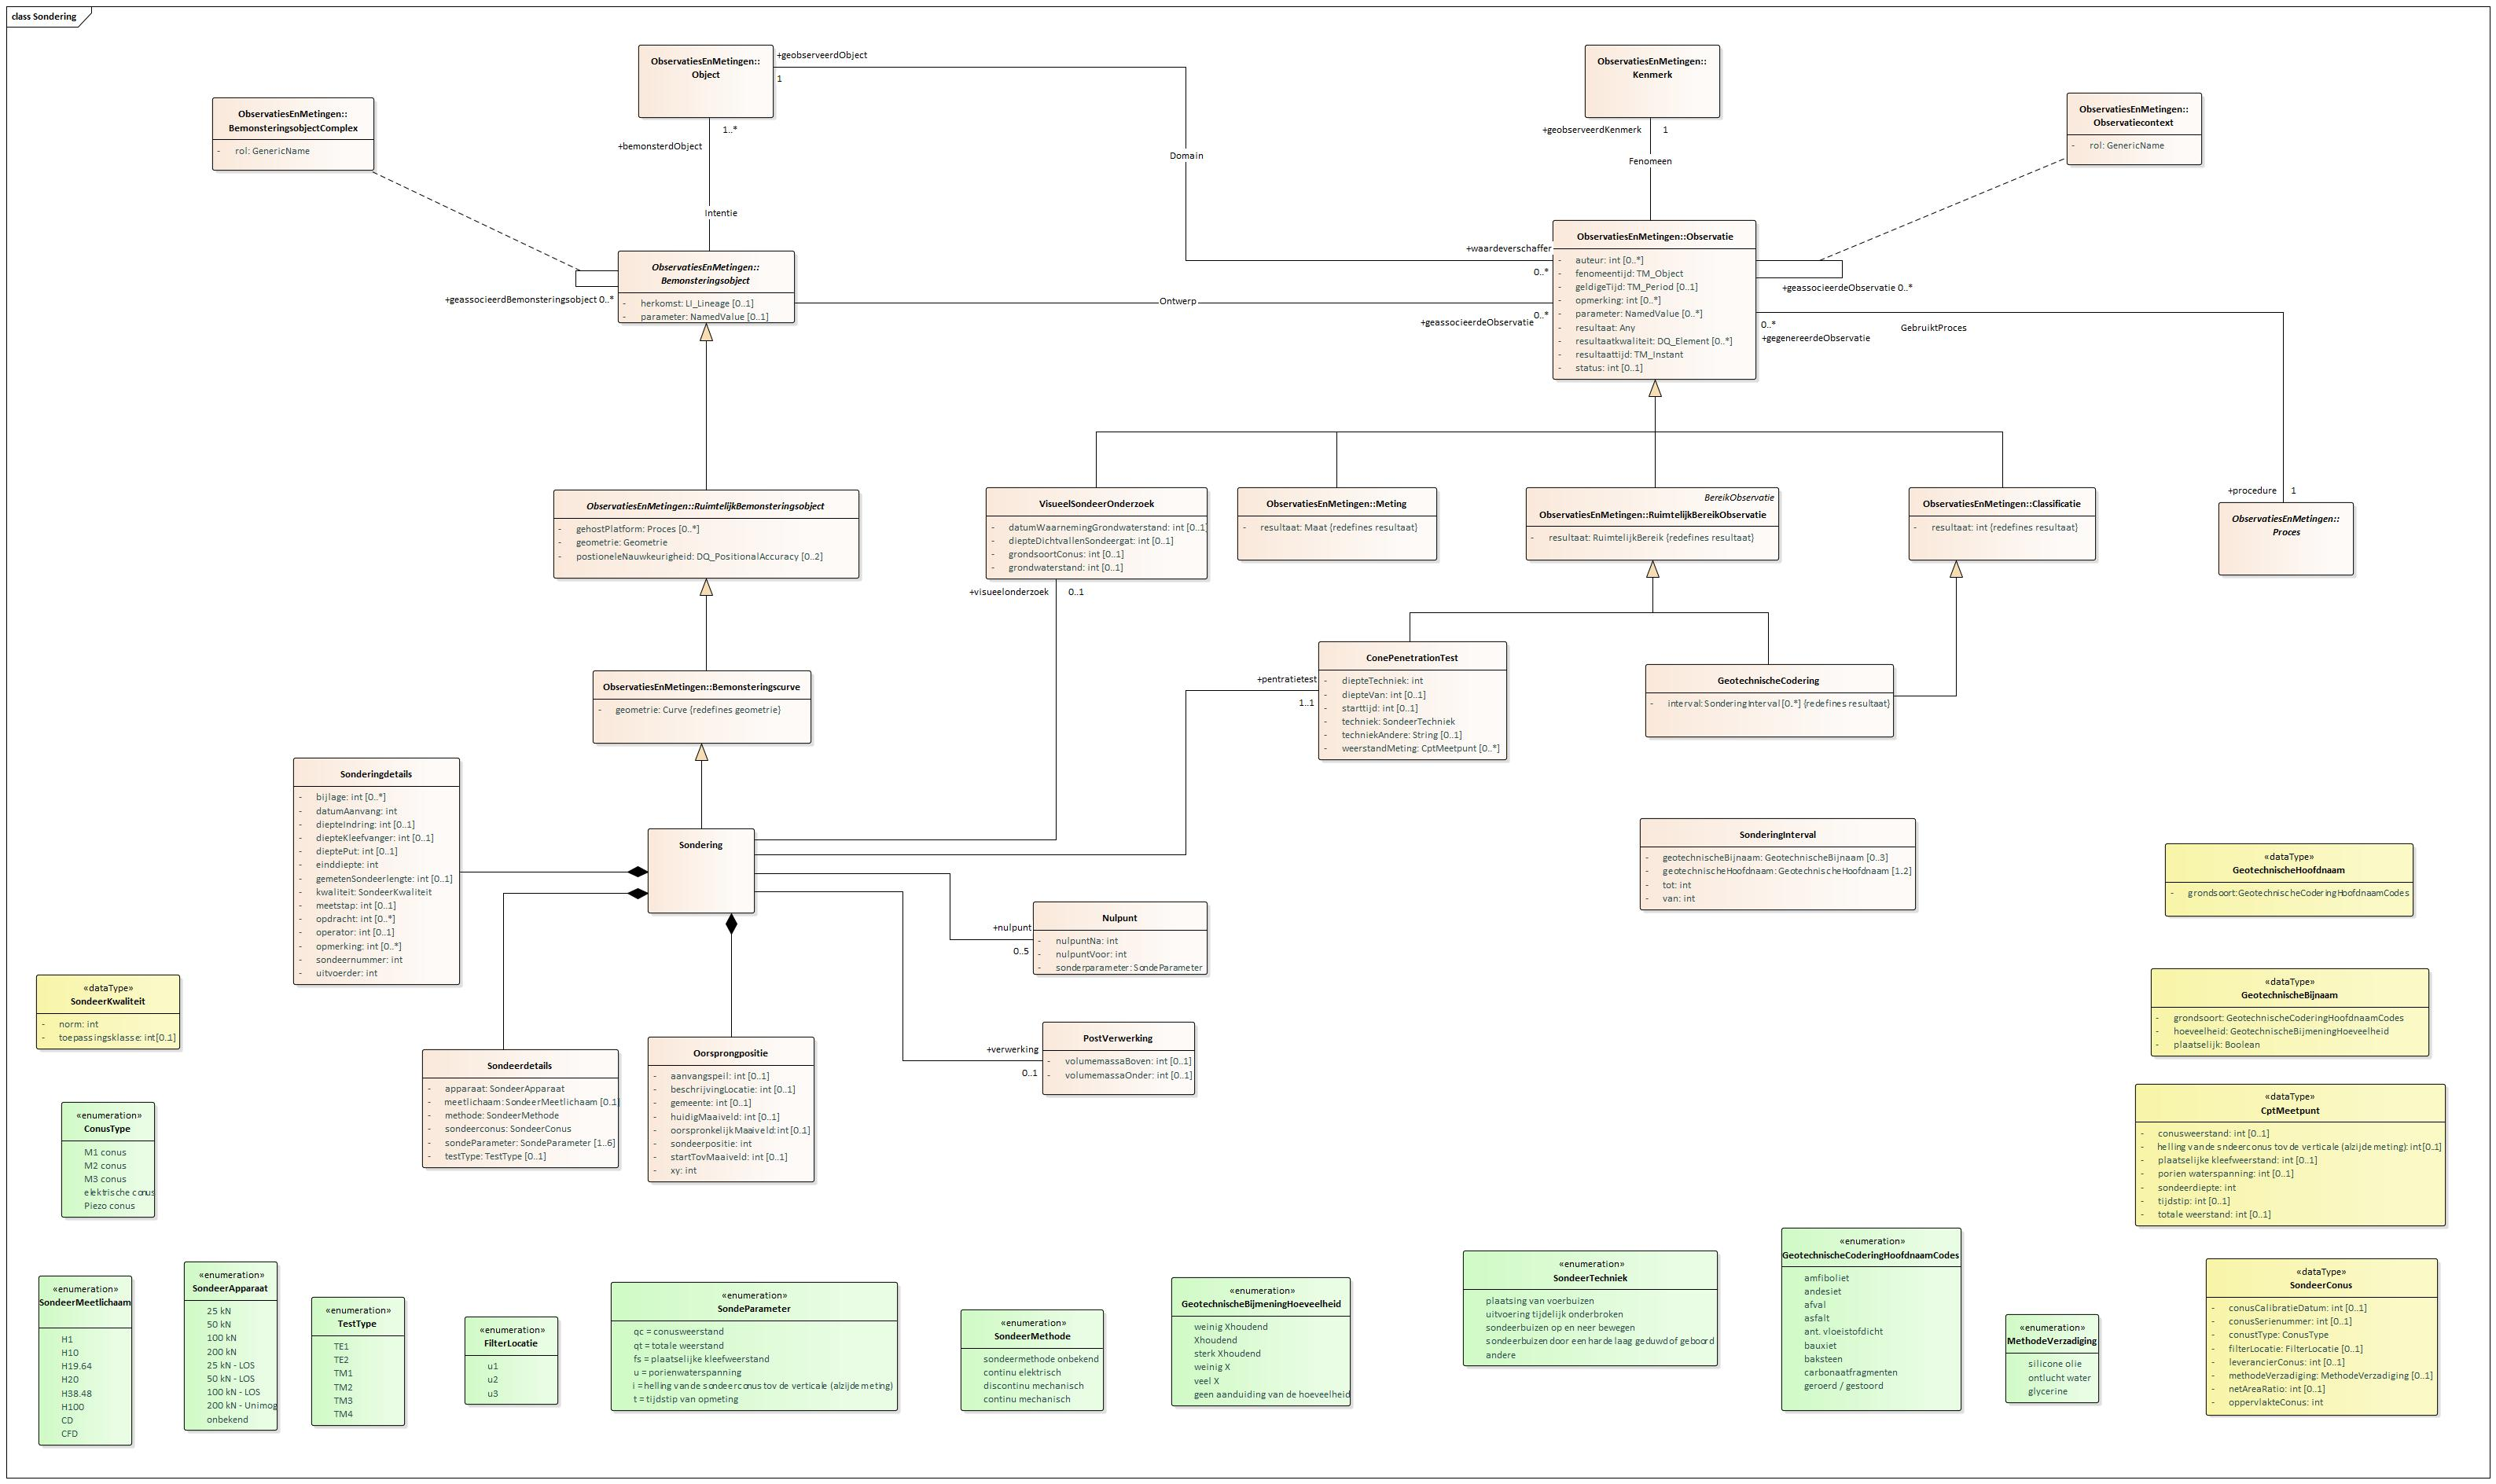 class Sondering
ObservatiesEnMetingen::
Object
+geobserveerdObject
1
ObservatiesEnMetingen::
Kenmerk
ObservatiesEnMetingen::
BemonsteringsobjectComplex
- rol: GenericName
ObservatiesEnMetingen::
Observatiecontext
- rol: GenericName
1..*
+bemonsterdObject
Intentie
Domain
+geobserveerdKenmerk
1
Fenomeen
ObservatiesEnMetingen::
Bemonsteringsobject
- herkomst: LI_Lineage [0..1]
- parameter: NamedValue [0..1]
+geassocieerdBemonsteringsobject 0..*
+waardeverschaffer
0..*
Ontwerp
0..*
+geassocieerdeObservatie
ObservatiesEnMetingen::Observatie
- auteur: int [0..*]
- fenomeentijd: TM_Object
- geldigeTijd: TM_Period [0..1]
- opmerking: int [0..*]
- parameter: NamedValue [0..*]
- resultaat: Any
- resultaatkwaliteit: DQ_Element [0..*]
- resultaattijd: TM_Instant
- status: int [0..1]
+geassocieerdeObservatie 0..*
0..*
+gegenereerdeObservatie
GebruiktProces
+procedure
1
ObservatiesEnMetingen::RuimtelijkBemonsteringsobject
- gehostPlatform: Proces [0..*]
- geometrie: Geometrie
- postioneleNauwkeurigheid: DQ_PositionalAccuracy [0..2]
VisueelSondeerOnderzoek
- datumWaarnemingGrondwaterstand: int [0..1]
- diepteDichtvallenSondeergat: int [0..1]
- grondsoortConus: int [0..1]
- grondwaterstand: int [0..1]
ObservatiesEnMetingen::Meting
- resultaat: Maat {redefines resultaat}
BereikObservatie
ObservatiesEnMetingen::RuimtelijkBereikObservatie
- resultaat: RuimtelijkBereik {redefines resultaat}
ObservatiesEnMetingen::Classificatie
- resultaat: int {redefines resultaat}
ObservatiesEnMetingen::
Proces
+visueelonderzoek
0..1
ObservatiesEnMetingen::Bemonsteringscurve
- geometrie: Curve {redefines geometrie}
+pentratietest
1..1
ConePenetrationTest
- diepteTechniek: int
- diepteVan: int [0..1]
- starttijd: int [0..1]
- techniek: SondeerTechniek
- techniekAndere: String [0..1]
- weerstandMeting: CptMeetpunt [0..*]
GeotechnischeCodering
- interval: SonderingInterval [0..*] {redefines resultaat}
Sonderingdetails
- bijlage: int [0..*]
- datumAanvang: int
- diepteIndring: int [0..1]
- diepteKleefvanger: int [0..1]
- dieptePut: int [0..1]
- einddiepte: int
- gemetenSondeerlengte: int [0..1]
- kwaliteit: SondeerKwaliteit
- meetstap: int [0..1]
- opdracht: int [0..*]
- operator: int [0..1]
- opmerking: int [0..*]
- sondeernummer: int
- uitvoerder: int
Sondering
SonderingInterval
- geotechnischeBijnaam: GeotechnischeBijnaam [0..3]
- geotechnischeHoofdnaam: GeotechnischeHoofdnaam [1..2]
- tot: int
- van: int
«dataType»
GeotechnischeHoofdnaam
- grondsoort:GeotechnischeCoderingHoofdnaamCodes
+nulpunt
0..5
Nulpunt
- nulpuntNa: int
- nulpuntVoor: int
- sonderparameter: SondeParameter
«dataType»
SondeerKwaliteit
- norm: int
- toepassingsklasse: int [0..1]
«dataType»
GeotechnischeBijnaam
- grondsoort: GeotechnischeCoderingHoofdnaamCodes
- hoeveelheid: GeotechnischeBijmeningHoeveelheid
- plaatselijk: Boolean
+verwerking
0..1
PostVerwerking
- volumemassaBoven: int [0..1]
- volumemassaOnder: int [0..1]
Sondeerdetails
- apparaat: SondeerApparaat
- meetlichaam: SondeerMeetlichaam [0..1]
- methode: SondeerMethode
- sondeerconus: SondeerConus
- sondeParameter: SondeParameter [1..6]
- testType: TestType [0..1]
Oorsprongpositie
- aanvangspeil: int [0..1]
- beschrijvingLocatie: int [0..1]
- gemeente: int [0..1]
- huidigMaaiveld: int [0..1]
- oorspronkelijkMaaiveld:int [0..1]
- sondeerpositie: int
- startTovMaaiveld: int [0..1]
- xy: int
«enumeration»
ConusType
M1 conus
M2 conus
M3 conus
elektrische conus
Piezo conus
«dataType»
CptMeetpunt
- conusweerstand: int [0..1]
- helling van de sndeerconus tov de verticale (alzijde meting): int [0..1]
- plaatselijke kleefweerstand: int [0..1]
- porien waterspanning: int [0..1]
- sondeerdiepte: int
- tijdstip: int [0..1]
- totale weerstand: int [0..1]
«enumeration»
SondeerMeetlichaam
H1
H10
H19.64
H20
H38.48
H100
CD
CFD
«enumeration»
SondeerApparaat
25 kN
50 kN
100 kN
200 kN
25 kN - LOS
50 kN - LOS
100 kN - LOS
200 kN - Unimog
onbekend
«enumeration»
TestType
TE1
TE2
TM1
TM2
TM3
TM4
«enumeration»
FilterLocatie
u1
u2
u3
«enumeration»
SondeParameter
qc = conusweerstand
qt = totale weerstand
fs = plaatselijke kleefweerstand
u = porienwaterspanning
i = helling van de sondeerconus tov de verticale (alzijde meting)
t = tijdstip van opmeting
«enumeration»
SondeerMethode
sondeermethode onbekend
continu elektrisch
discontinu mechanisch
continu mechanisch
«enumeration»
GeotechnischeBijmeningHoeveelheid
weinig Xhoudend
Xhoudend
sterk Xhoudend
weinig X
veel X
geen aanduiding van de hoeveelheid
«enumeration»
SondeerTechniek
plaatsing van voerbuizen
uitvoering tijdelijk onderbroken
sondeerbuizen op en neer bewegen
sondeerbuizen door een harde laag geduwd of geboord
andere
«enumeration»
GeotechnischeCoderingHoofdnaamCodes
amfiboliet
andesiet
afval
asfalt
ant. vloeistofdicht
bauxiet
baksteen
carbonaatfragmenten
geroerd / gestoord
«enumeration»
MethodeVerzadiging
silicone olie
ontlucht water
glycerine
«dataType»
SondeerConus
- conusCalibratieDatum: int [0..1]
- conusSerienummer: int [0..1]
- conustType: ConusType
- filterLocatie: FilterLocatie [0..1]
- leverancierConus: int [0..1]
- methodeVerzadiging: MethodeVerzadiging [0..1]
- netAreaRatio: int [0..1]
- oppervlakteConus: int